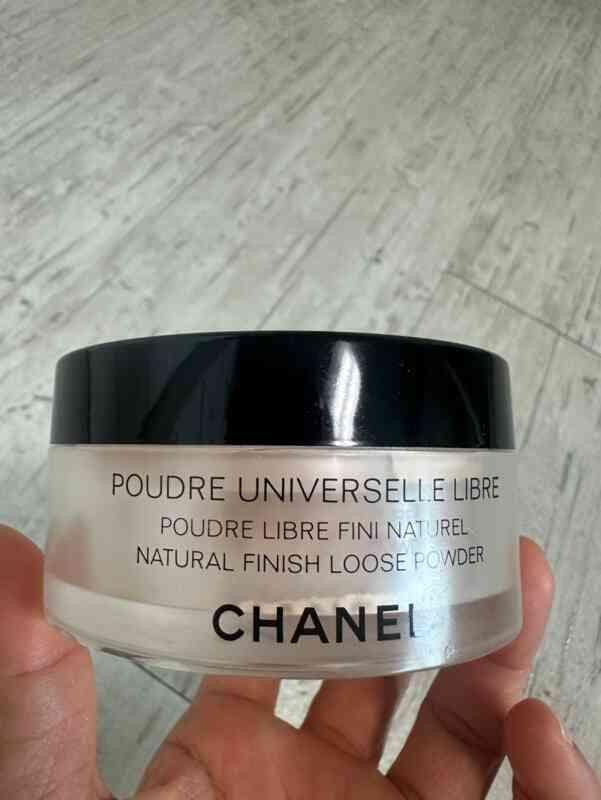 POUDRE UNIVERSELLE LIBRE
POUDRE LIBRE FINI NATUREL
NATURAL FINISH LOOSE POWDER
CHANEL